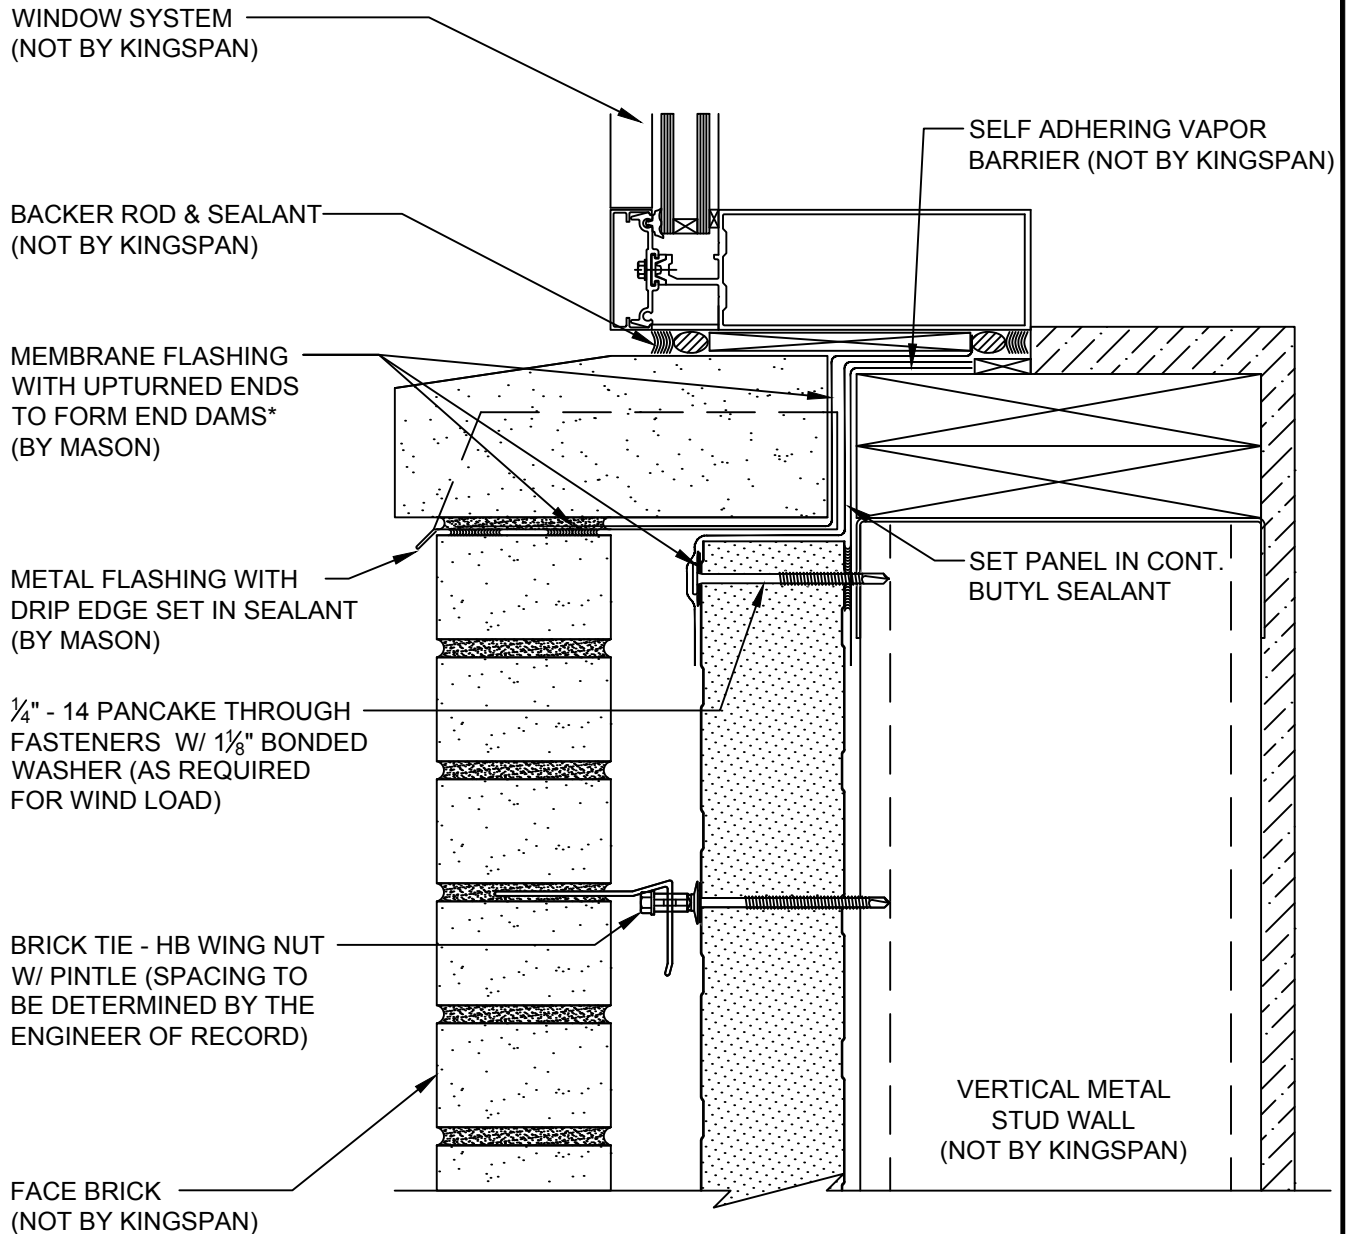 WINDOW SYSTEM
(NOT BY KINGSPAN)
SELF ADHERING VAPOR
BARRIER (NOT BY KINGSPAN)
BACKER ROD & SEALANT
(NOT BY KINGSPAN)
MEMBRANE FLASHING
WITH UPTURNED ENDS
TO FORM END DAMS*
(BY MASON)
SET PANEL IN CONT.
BUTYL SEALANT
METAL FLASHING WITH
DRIP EDGE SET IN SEALANT
(BY MASON)
¼" - 14 PANCAKE THROUGH
FASTENERS W/ 1⅛" BONDED
WASHER (AS REQUIRED
FOR WIND LOAD)
BRICK TIE - HB WING NUT
W/ PINTLE (SPACING TO
BE DETERMINED BY THE
ENGINEER OF RECORD)
VERTICAL METAL
STUD WALL
(NOT BY KINGSPAN)
FACE BRICK
(NOT BY KINGSPAN)